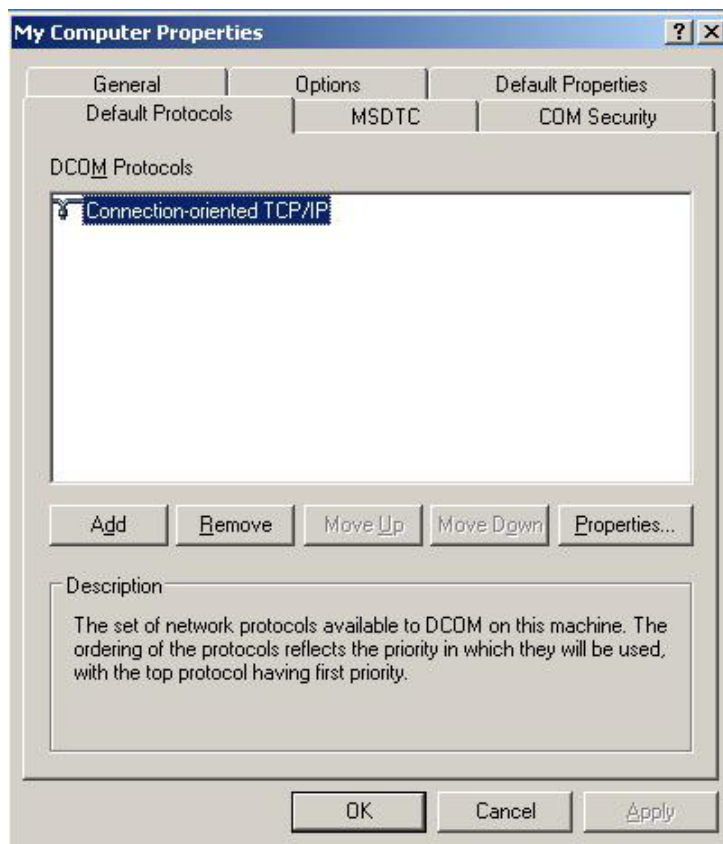 My Computer Properties
General Options Default Properties
Default Protocols MSDTC COM Security
DCOM Protocols
Connection-oriented TCP/IP
Add Remove Move Up Move Down Properties...
Description
The set of network protocols available to DCOM on this machine. The
ordering of the protocols reflects the priority in which they will be used,
with the top protocol having first priority.
OK Cancel Apply